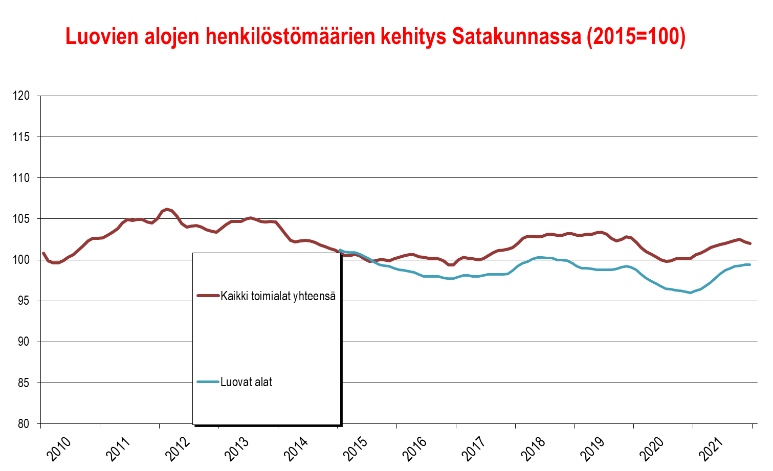 Luovien alojen henkilöstömäärien kehitys Satakunnassa (2015=100)
120
115
110
105
100
95
90
85
80
Kaikki toimialat yhteensä
Luovat alat
2010 2011 2012 2013 2014 2015 2016 2017 2018 2019 2020 2021